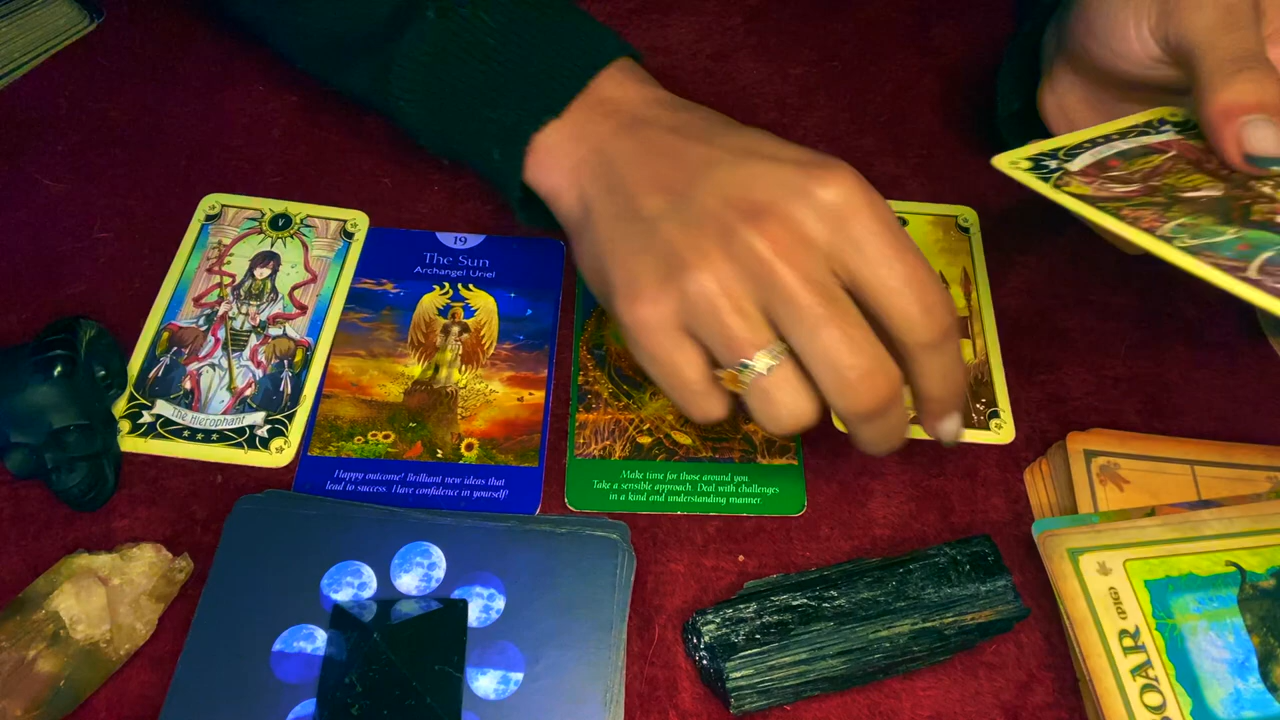 V
The Hierophant
19
The Sun
Archangel Uriel
Happy outcome! Brilliant new ideas that
lead to success. Have confidence in yourself!
Make time for those around you.
Take a sensible approach. Deal with challenges
in a kind and understanding manner.
BOAR (PIG)